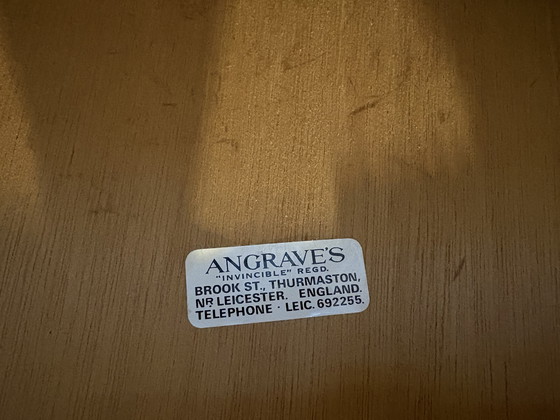 ANGRAVE'S
"INVINCIBLE" REGD.
BROOK ST., THURMASTON,
NR LEICESTER. ENGLAND.
TELEPHONE · LEIC. 692255.